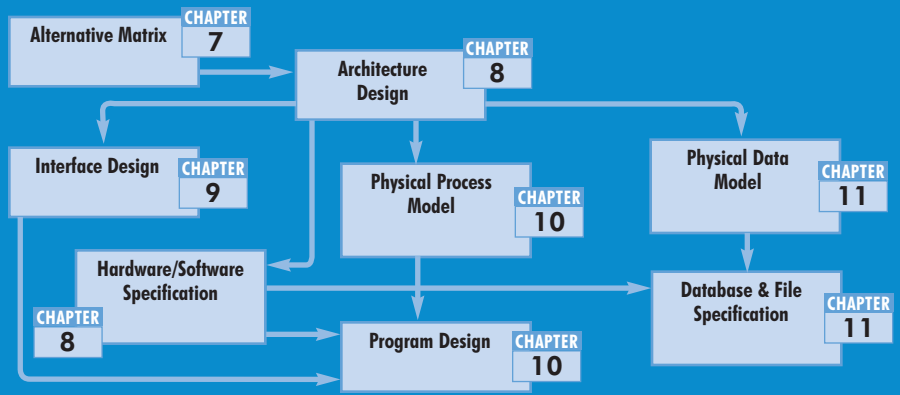 Alternative Matrix
CHAPTER
7
Architecture
Design
CHAPTER
8
Interface Design
CHAPTER
9
Physical Process
Model
CHAPTER
10
Physical Data
Model
CHAPTER
11
Hardware/Software
Specification
CHAPTER
8
Program Design
CHAPTER
10
Database & File
Specification
CHAPTER
11